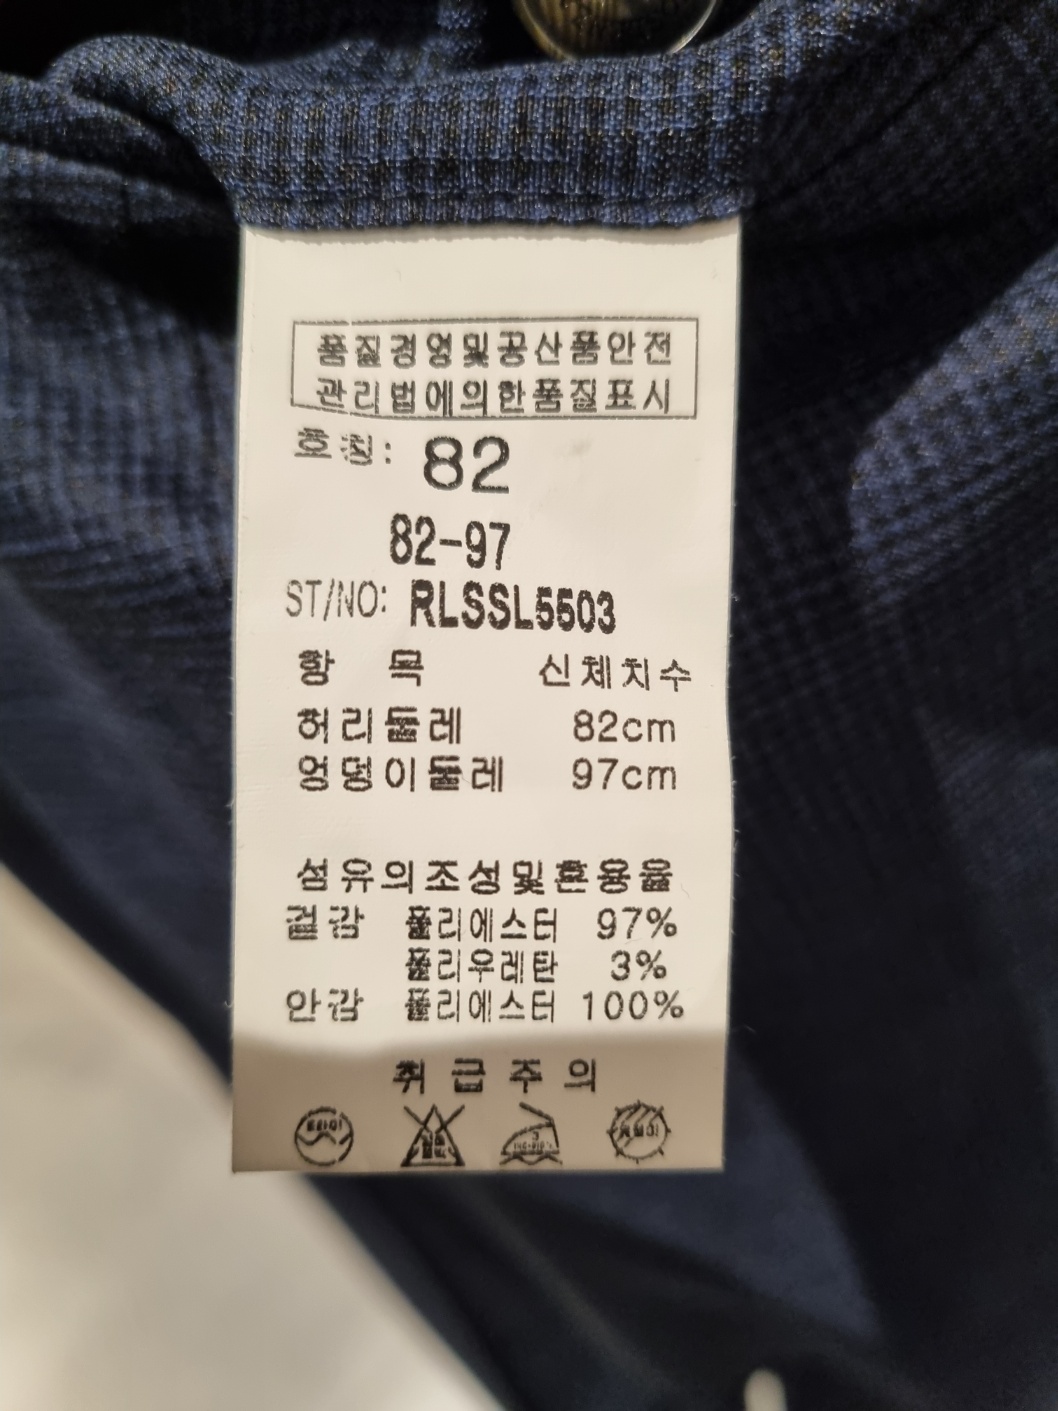 품질경영및공산품안전
관리법에의한품질표시
호칭: 82
82-97
ST/NO: RLSSL5503
항 목 신체치수
허리둘레 82cm
엉덩이둘레 97cm
섬유의조성및혼용율
겉감 폴리에스터 97%
폴리우레탄 3%
안감 폴리에스터 100%
취급주의
드라이